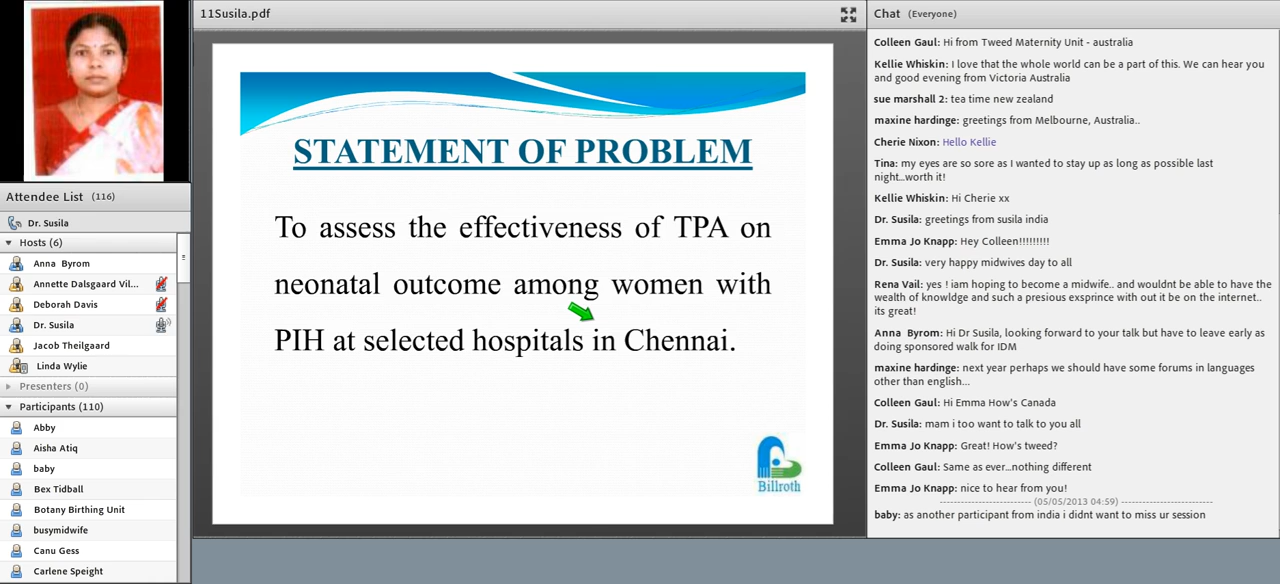 11Susila.pdf
Chat (Everyone)
Attendee List (116)
Dr. Susila
Hosts (6)
Anna Byrom
Annette Dalsgaard Vil...
Deborah Davis
Dr. Susila
Jacob Theilgaard
Linda Wylie
Presenters (0)
Participants (110)
Abby
Aisha Atiq
baby
Bex Tidball
Botany Birthing Unit
busymidwife
Canu Gess
Carlene Speight
STATEMENT OF PROBLEM
To assess the effectiveness of TPA on
neonatal outcome among women with
PIH at selected hospitals in Chennai.
Billroth
Colleen Gaul: Hi from Tweed Maternity Unit - australia
Kellie Whiskin: I love that the whole world can be a part of this. We can hear you
and good evening from Victoria Australia
sue marshall 2: tea time new zealand
maxine hardinge: greetings from Melbourne, Australia..
Cherie Nixon: Hello Kellie
Tina: my eyes are so sore as I wanted to stay up as long as possible last
night...worth it!
Kellie Whiskin: Hi Cherie xx
Dr. Susila: greetings from susila india
Emma Jo Knapp: Hey Colleen!!!!!!!!!
Dr. Susila: very happy midwives day to all
Rena Vail: yes ! iam hoping to become a midwife.. and wouldnt be able to have the
wealth of knowldge and such a presious exsprince with out it be on the internet..
its great!
Anna Byrom: Hi Dr Susila, looking forward to your talk but have to leave early as
doing sponsored walk for IDM
maxine hardinge: next year perhaps we should have some forums in languages
other than english...
Colleen Gaul: Hi Emma How's Canada
Dr. Susila: mam i too want to talk to you all
Emma Jo Knapp: Great! How's tweed?
Colleen Gaul: Same as ever...nothing different
Emma Jo Knapp: nice to hear from you!
(05/05/2013 04:59)
baby: as another participant from india i didnt want to miss ur session